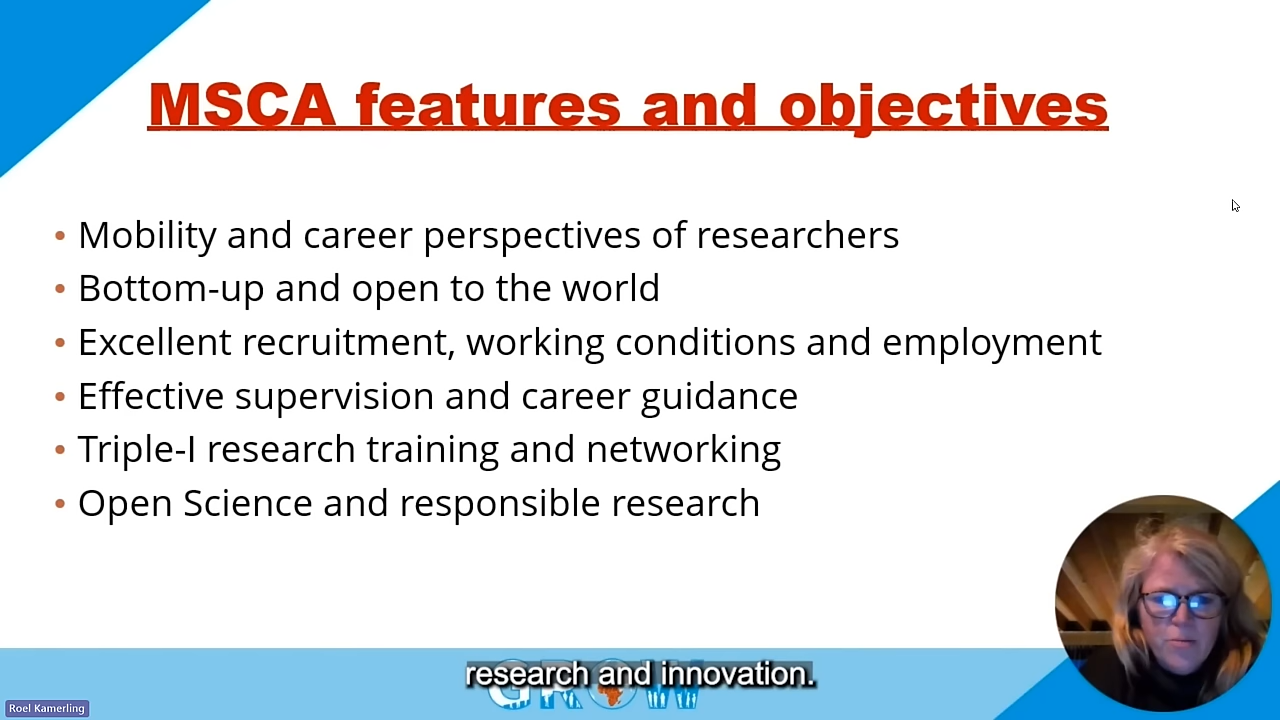 MSCA features and objectives
• Mobility and career perspectives of researchers
• Bottom-up and open to the world
• Excellent recruitment, working conditions and employment
• Effective supervision and career guidance
• Triple-I research training and networking
• Open Science and responsible research
research and innovation.
GROW
Roel Kamerling